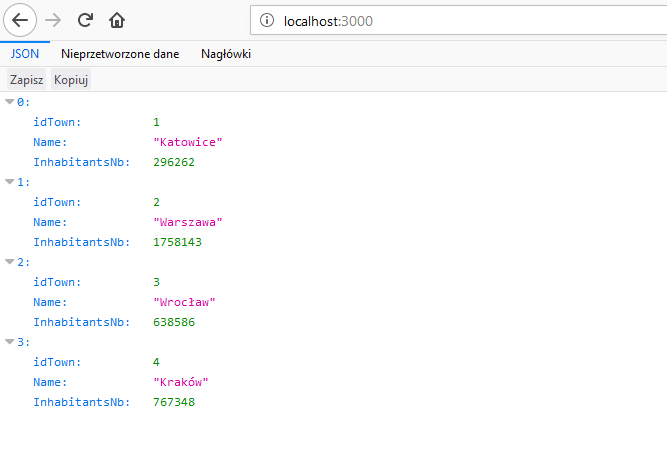 localhost:3000
JSON Nieprzetworzone dane Nagłówki
Zapisz Kopiuj
0:
idTown: 1
Name: "Katowice"
InhabitantsNb: 296262
1:
idTown: 2
Name: "Warszawa"
InhabitantsNb: 1758143
2:
idTown: 3
Name: "Wrocław"
InhabitantsNb: 638586
3:
idTown: 4
Name: "Kraków"
InhabitantsNb: 767348